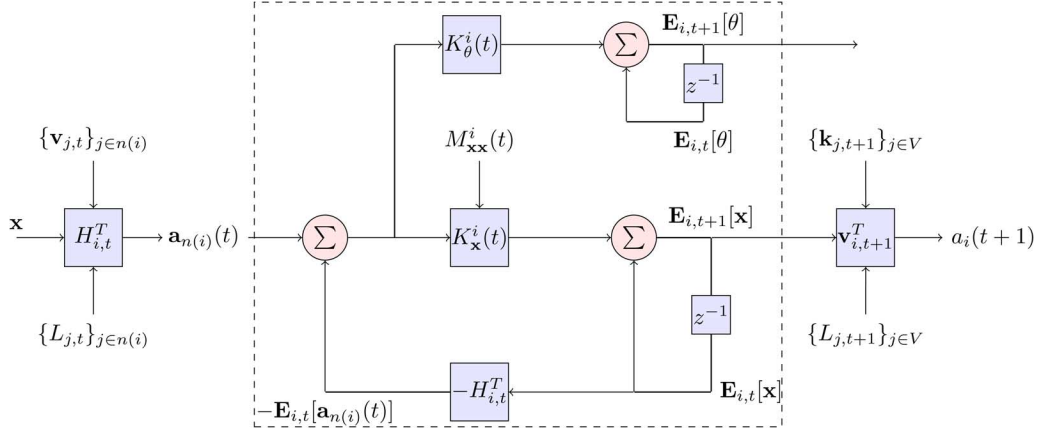 𝐄_{i,t+1}[θ]
K^i_θ(t)
∑
z^{-1}
𝐄_{i,t}[θ]
{𝐯_{j,t}}_{j∈n(i)}
M^i_{𝐱𝐱}(t)
{𝐤_{j,t+1}}_{j∈V}
𝐱
H^T_{i,t}
𝐚_{n(i)}(t)
∑
K^i_𝐱(t)
∑
𝐄_{i,t+1}[𝐱]
𝐯^T_{i,t+1}
a_i(t+1)
z^{-1}
{L_{j,t}}_{j∈n(i)}
{L_{j,t+1}}_{j∈V}
−H^T_{i,t}
𝐄_{i,t}[𝐱]
−𝐄_{i,t}[𝐚_{n(i)}(t)]